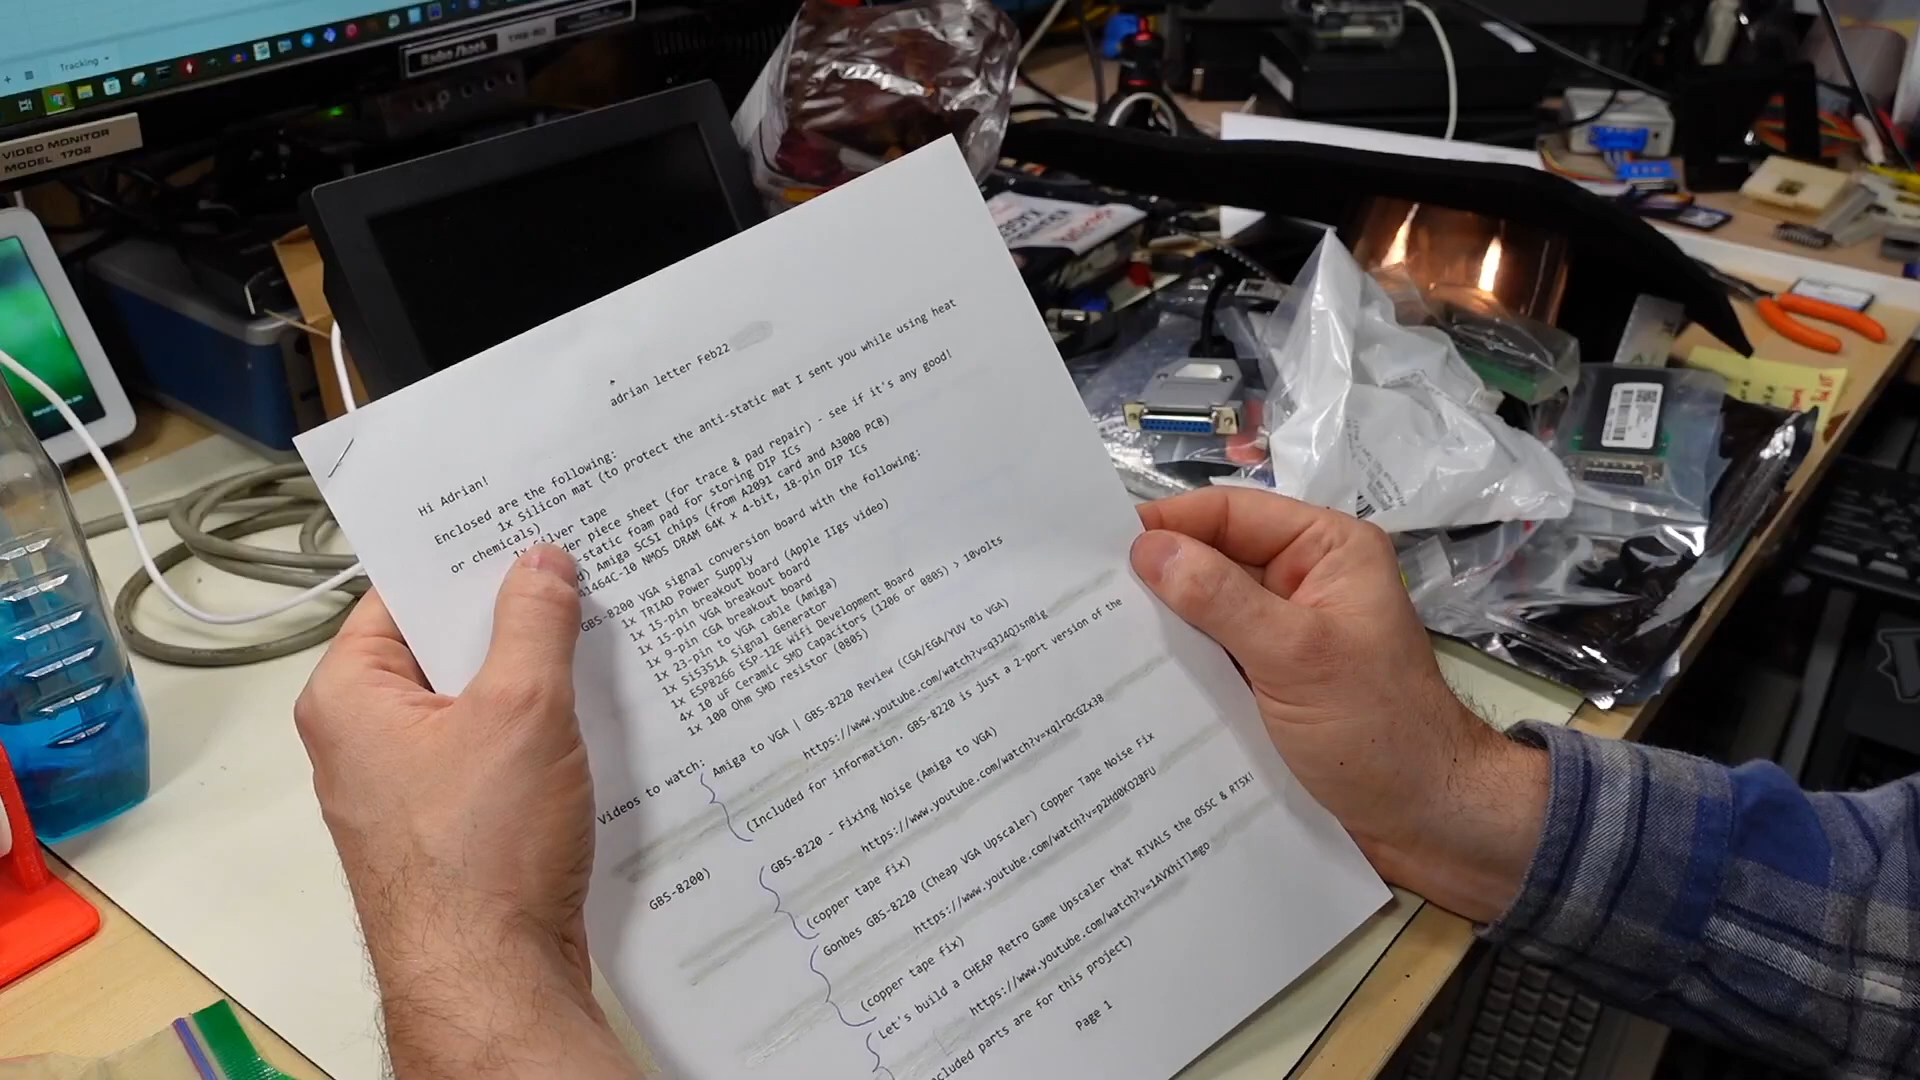 Tracking
Radio Shack TRS-80
VIDEO MONITOR
MODEL 1702
adrian letter Feb22
Hi Adrian!
Enclosed are the following:
1x Silicon mat (to protect the anti-static mat I sent you while using heat
or chemicals)
1x Silver tape
der piece sheet (for trace & pad repair) - see if it's any good!
-static foam pad for storing DIP ICs
d) Amiga SCSI chips (from A2091 card and A3000 PCB)
41464C-10 NMOS DRAM 64K x 4-bit, 18-pin DIP ICs
GBS-8200 VGA signal conversion board with the following:
1x TRIAD Power Supply
1x 15-pin breakout board (Apple IIgs video)
1x 15-pin VGA breakout board
1x 9-pin CGA breakout board
1x 23-pin to VGA cable (Amiga)
1x Si5351A Signal Generator
1x ESP8266 ESP-12E Wifi Development Board
4x 10 uF Ceramic SMD Capacitors (1206 or 0805) > 10volts
1x 100 Ohm SMD resistor (0805)
Videos to watch:
Amiga to VGA | GBS-8220 Review (CGA/EGA/YUV to VGA)
https://www.youtube.com/watch?v=q3J4QJsn01g
(Included for information. GBS-8220 is just a 2-port version of the
GBS-8200)
GBS-8220 - Fixing Noise (Amiga to VGA)
https://www.youtube.com/watch?v=xqlrOcGZx38
(copper tape fix)
Gonbes GBS-8220 (Cheap VGA Upscaler) Copper Tape Noise Fix
https://www.youtube.com/watch?v=p2Hd0KO28FU
(copper tape fix)
Let's build a CHEAP Retro Game Upscaler that RIVALS the OSSC & RT5X!
https://www.youtube.com/watch?v=1AVXhiTlmgo
cluded parts are for this project)
Page 1